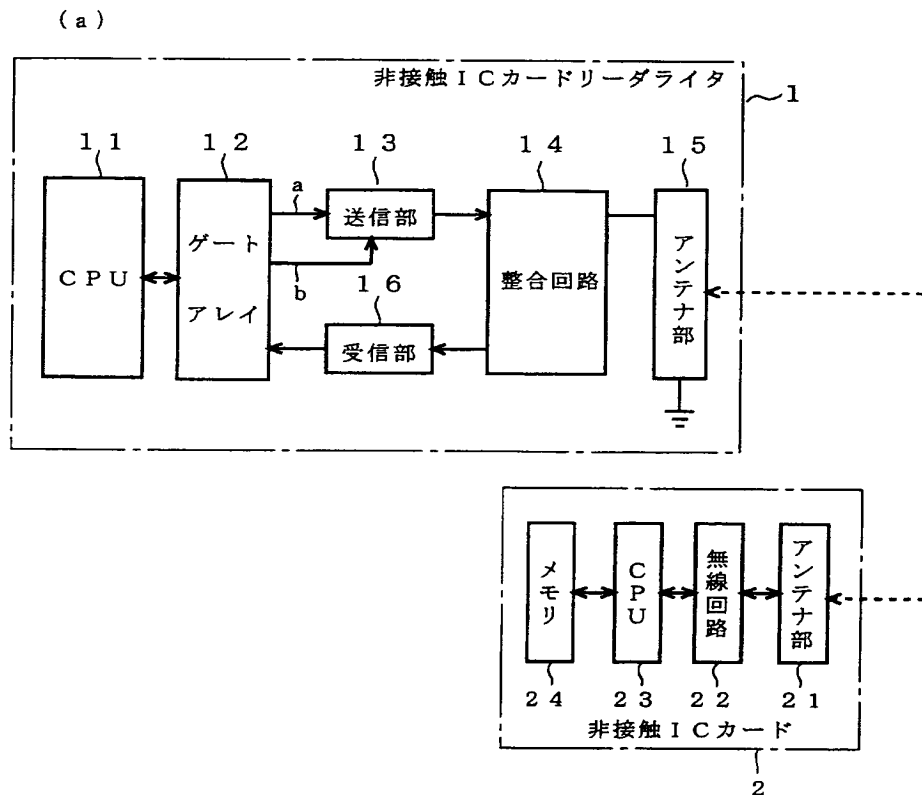 (a)
非接触ICカードリーダライタ
1
11
12
13
14
15
a
送信部
ゲート
アレイ
CPU
b
整合回路
アンテナ部
16
受信部
メモリ
CPU
無線回路
アンテナ部
24
23
22
21
非接触ICカード
2